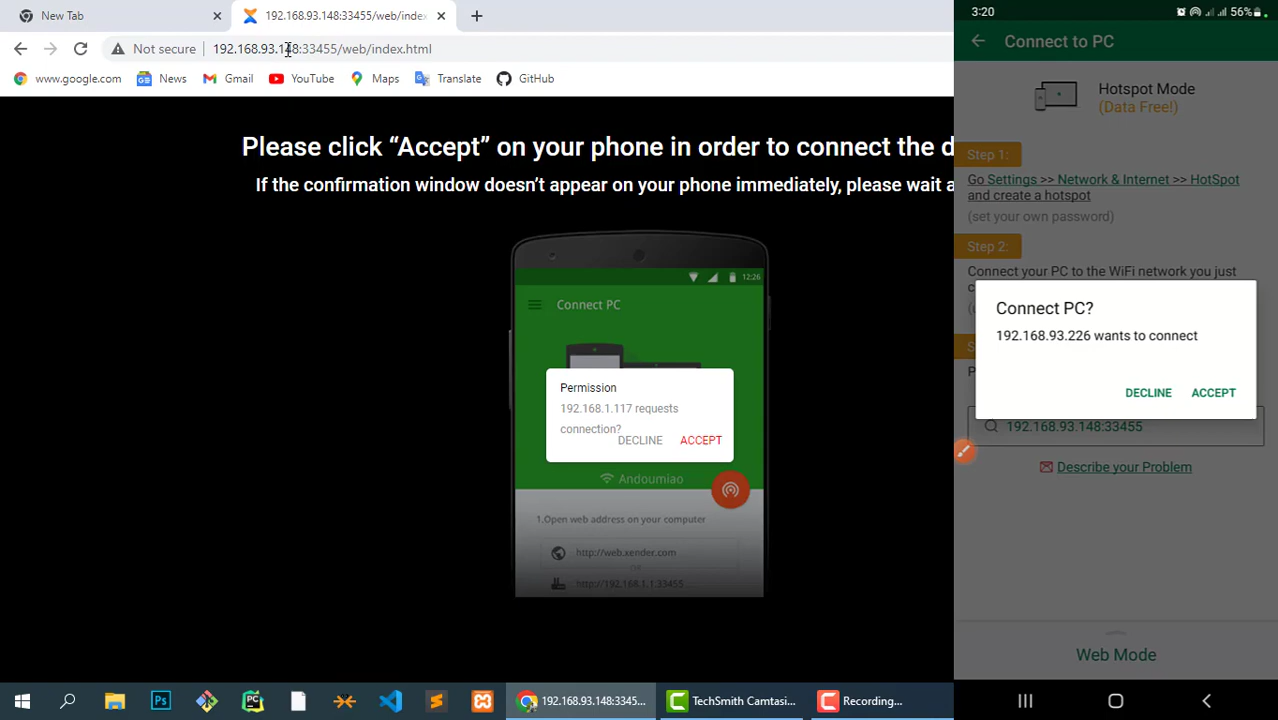 New Tab
192.168.93.148:33455/web/index
Not secure
192.168.93.148:33455/web/index.html
www.google.com
News
Gmail
YouTube
Maps
Translate
GitHub
Please click “Accept” on your phone in order to connect the d
If the confirmation window doesn’t appear on your phone immediately, please wait a
12:26
Connect PC
Permission
192.168.1.117 requests
connection?
DECLINE
ACCEPT
Andoumiao
1.Open web address on your computer
http://web.xender.com
OR
http://192.168.1.1:33455
Ps
PC
192.168.93.148:3345...
TechSmith Camtasi...
Recording...
3:20
56%
Connect to PC
Hotspot Mode
(Data Free!)
Step 1:
Go Settings >> Network & Internet >> HotSpot
and create a hotspot
(set your own password)
Step 2:
Connect your PC to the WiFi network you just
Connect PC?
192.168.93.226 wants to connect
DECLINE
ACCEPT
192.168.93.148:33455
Describe your Problem
Web Mode